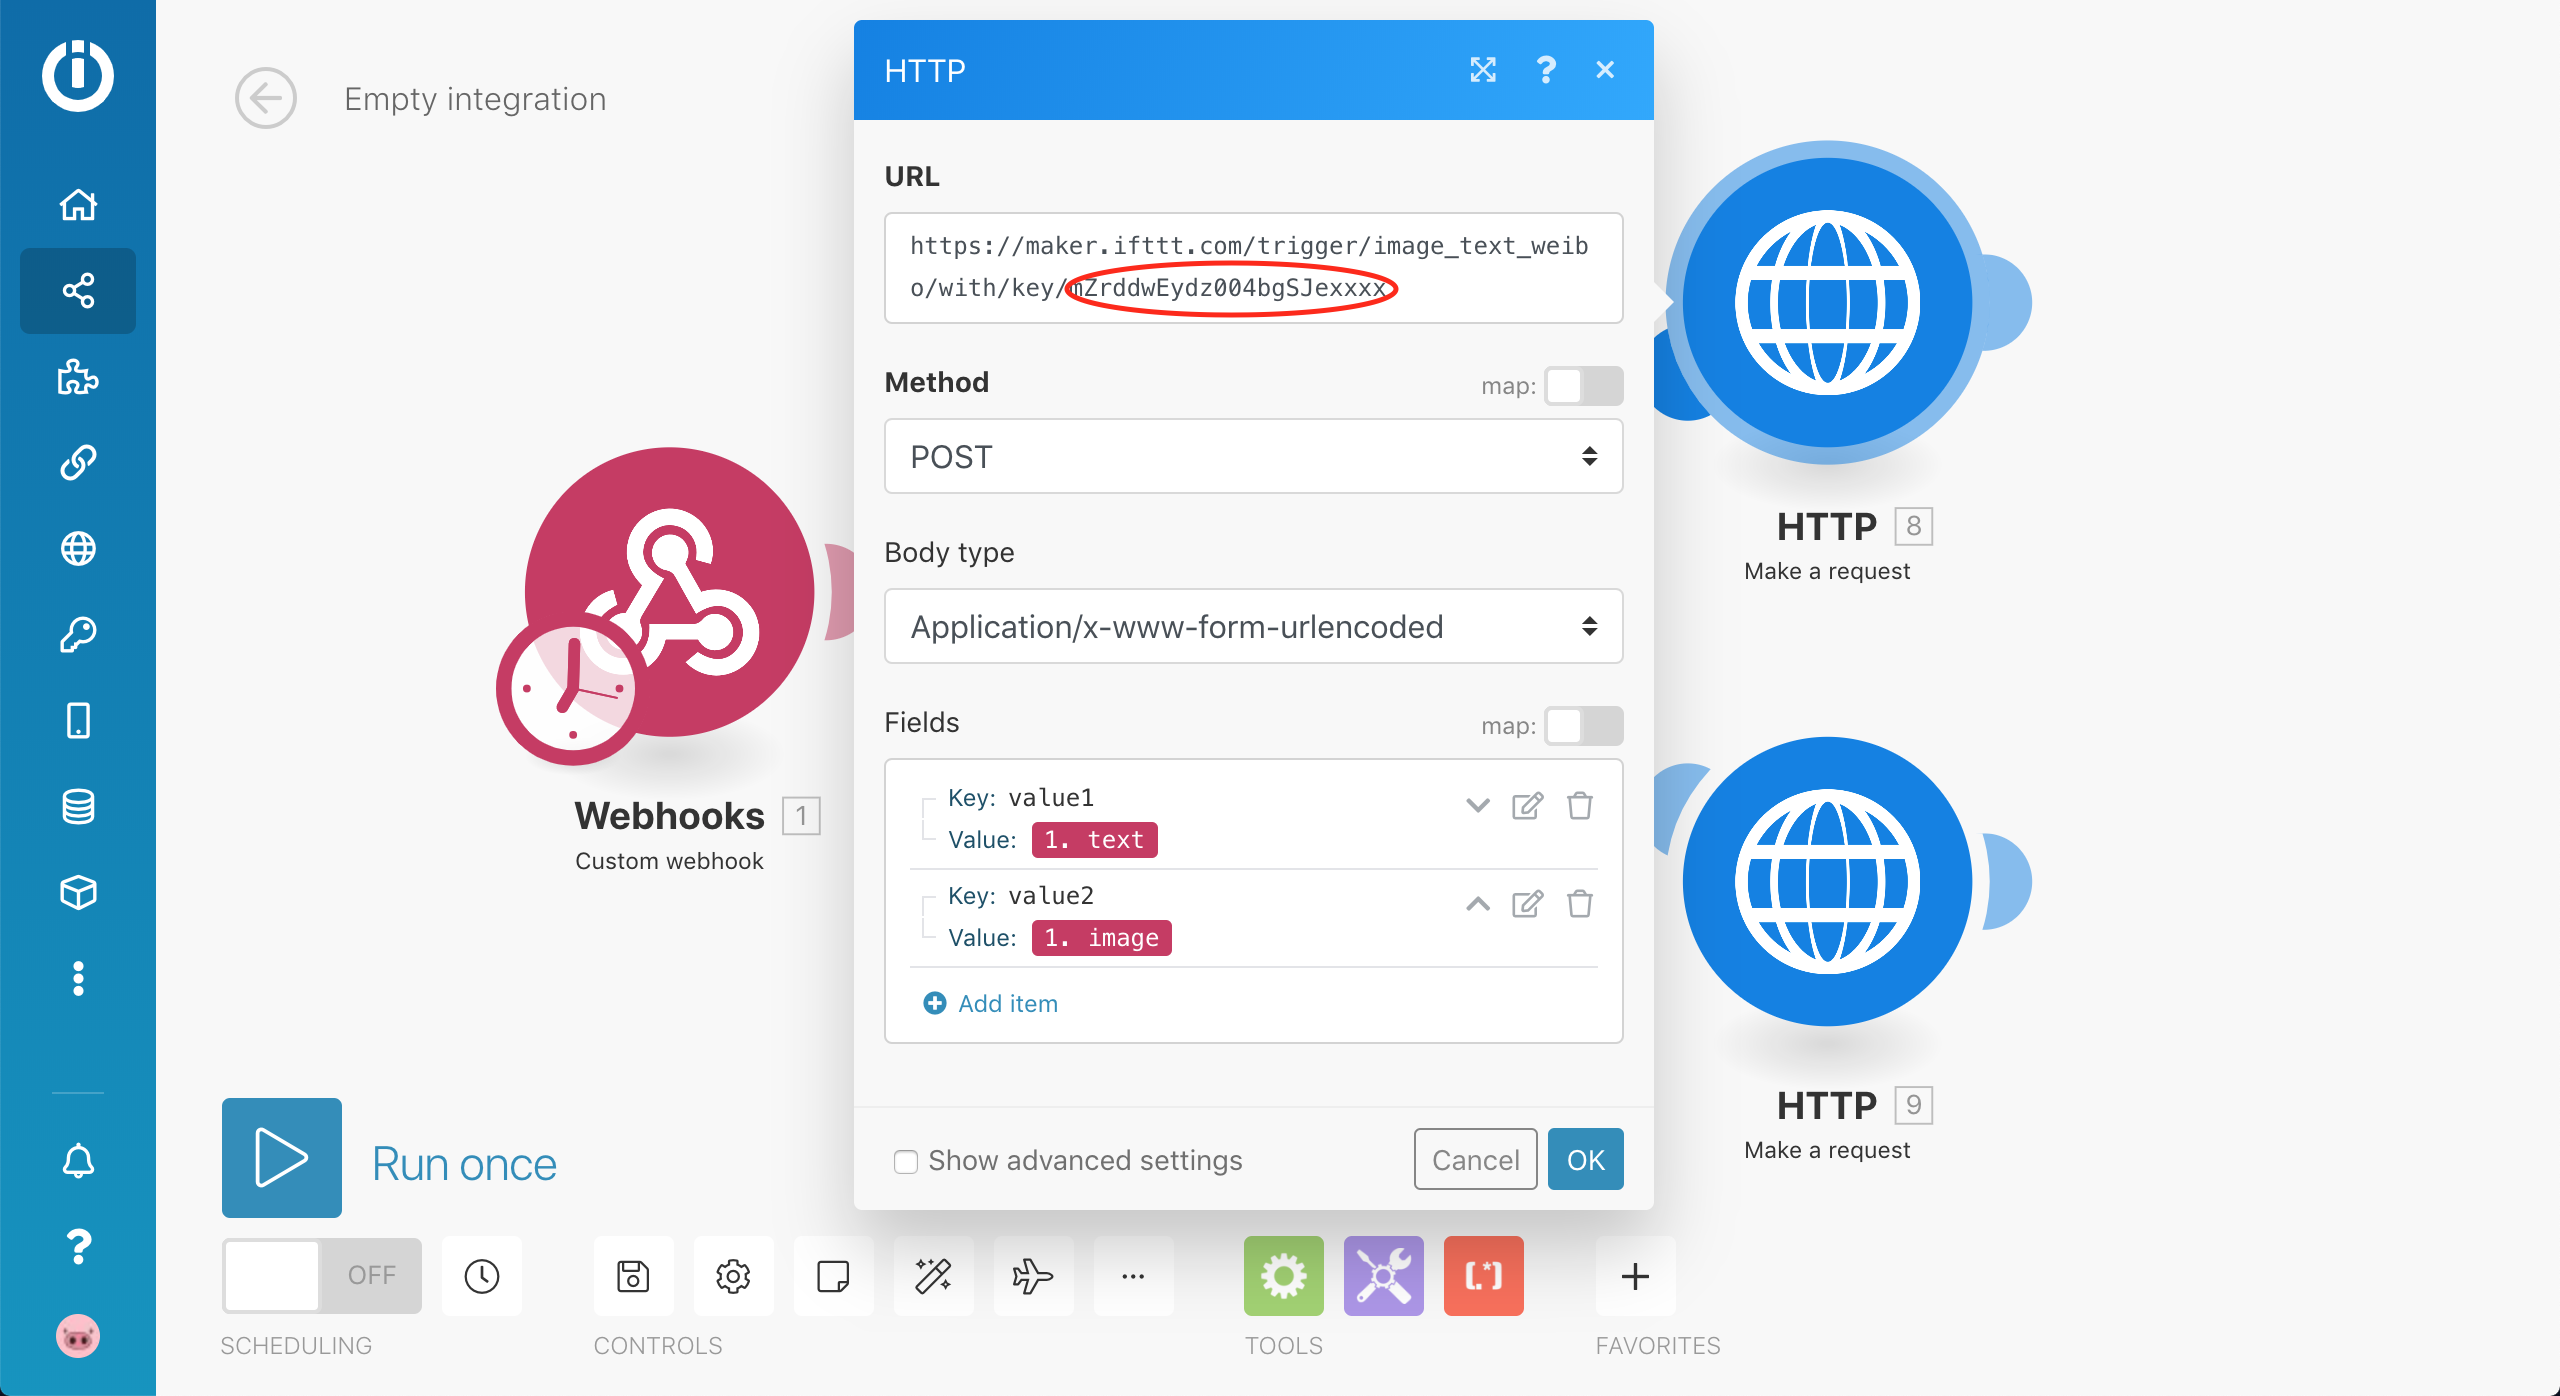 Empty integration
HTTP
URL
https://maker.ifttt.com/trigger/image_text_weib
o/with/key/mZrddwEydz004bgSJexxxx
Method
map:
POST
Body type
Application/x-www-form-urlencoded
Fields
map:
Key: value1
Value: 1. text
Key: value2
Value: 1. image
Add item
Show advanced settings
Cancel
OK
Webhooks 1
Custom webhook
HTTP 8
Make a request
HTTP 9
Make a request
Run once
OFF
SCHEDULING
CONTROLS
TOOLS
FAVORITES